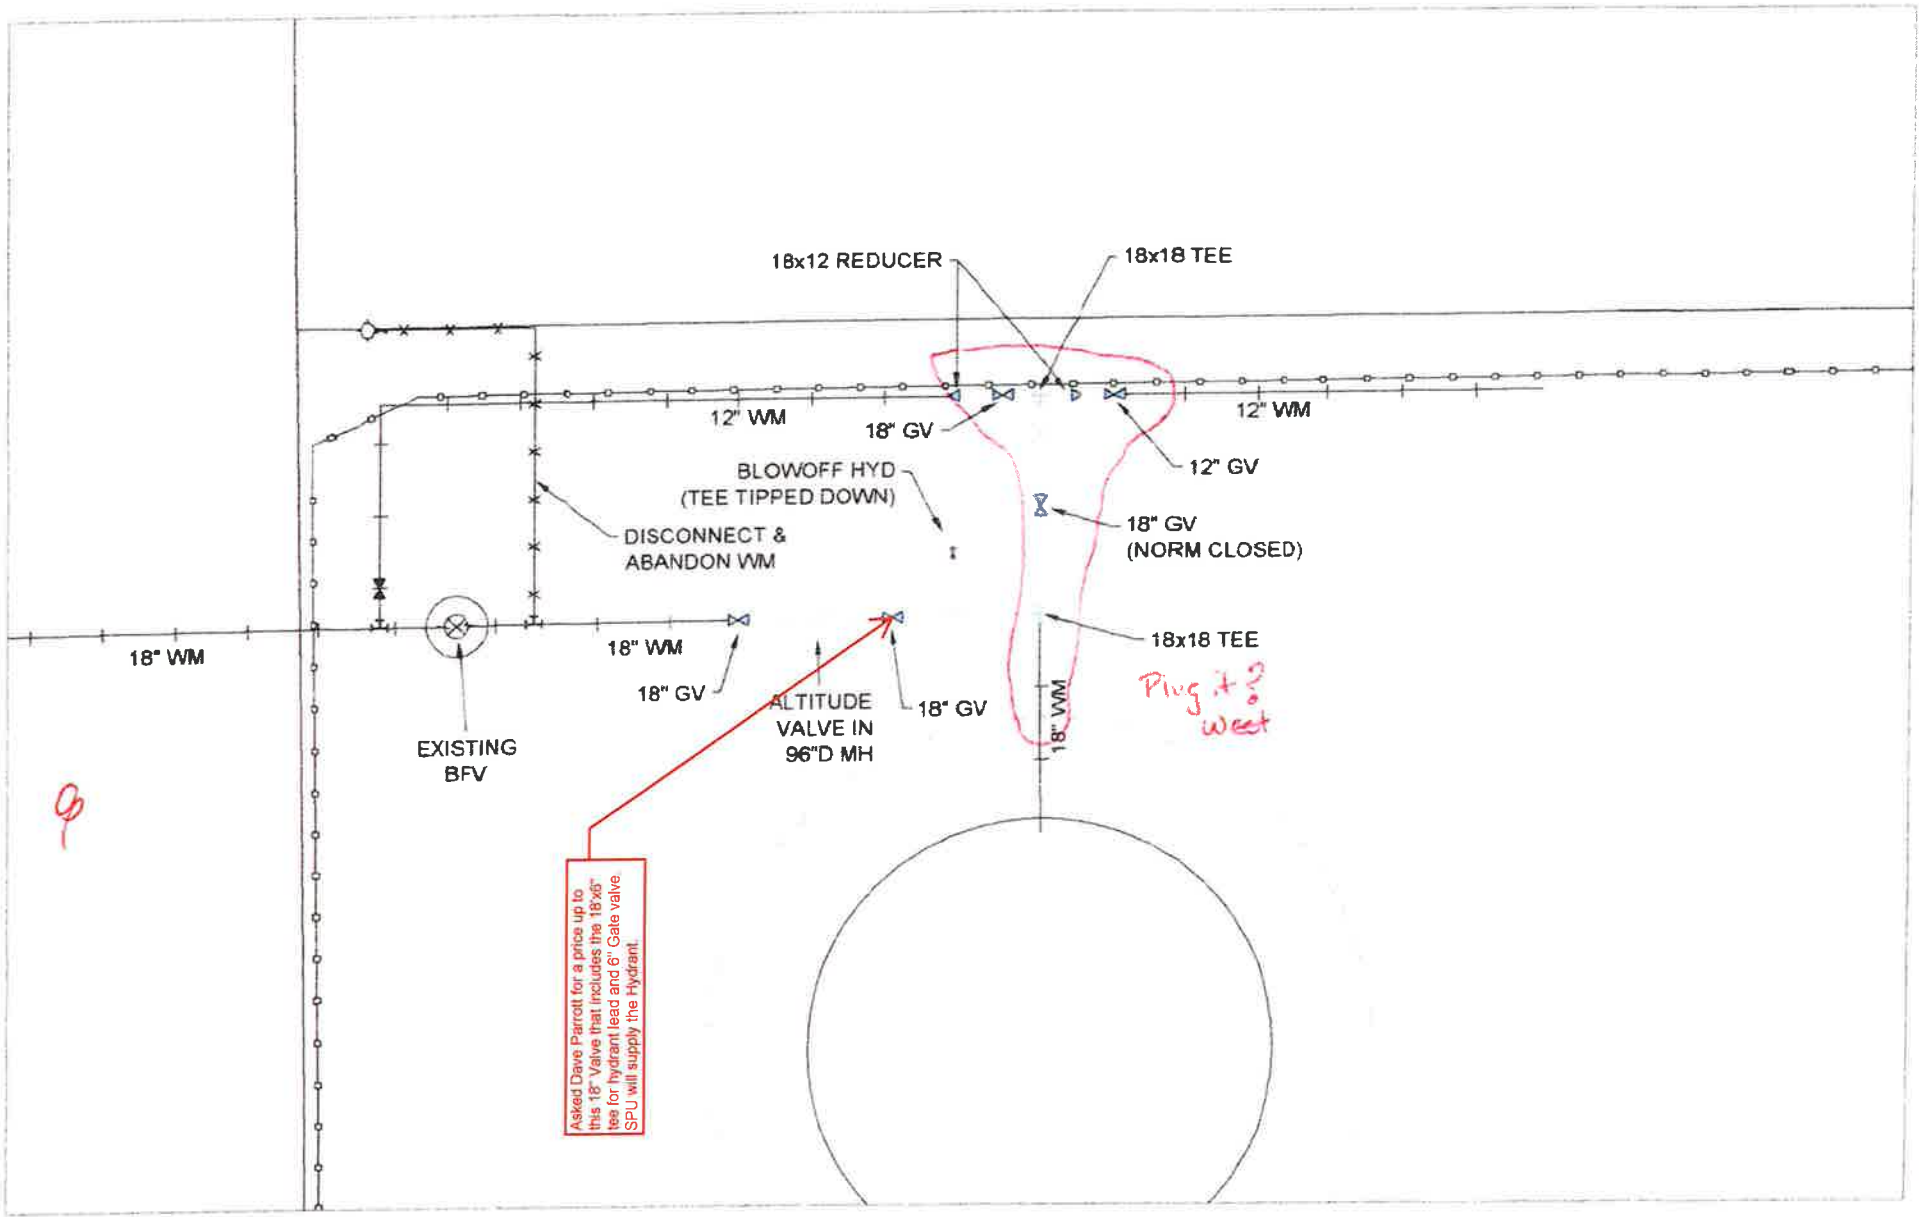 18x12 REDUCER
18x18 TEE
12" WM
18" GV
12" WM
12" GV
BLOWOFF HYD
(TEE TIPPED DOWN)
18" GV
(NORM CLOSED)
DISCONNECT &
ABANDON WM
18" WM
18" WM
18" GV
18x18 TEE
ALTITUDE
VALVE IN
96"D MH
18" GV
18" WM
Plug it?
west
EXISTING
BFV
Asked Dave Parrott for a price up to
this 18" Valve that includes the 18'x6"
tee for hydrant lead and 6" Gate valve.
SPU will supply the Hydrant.